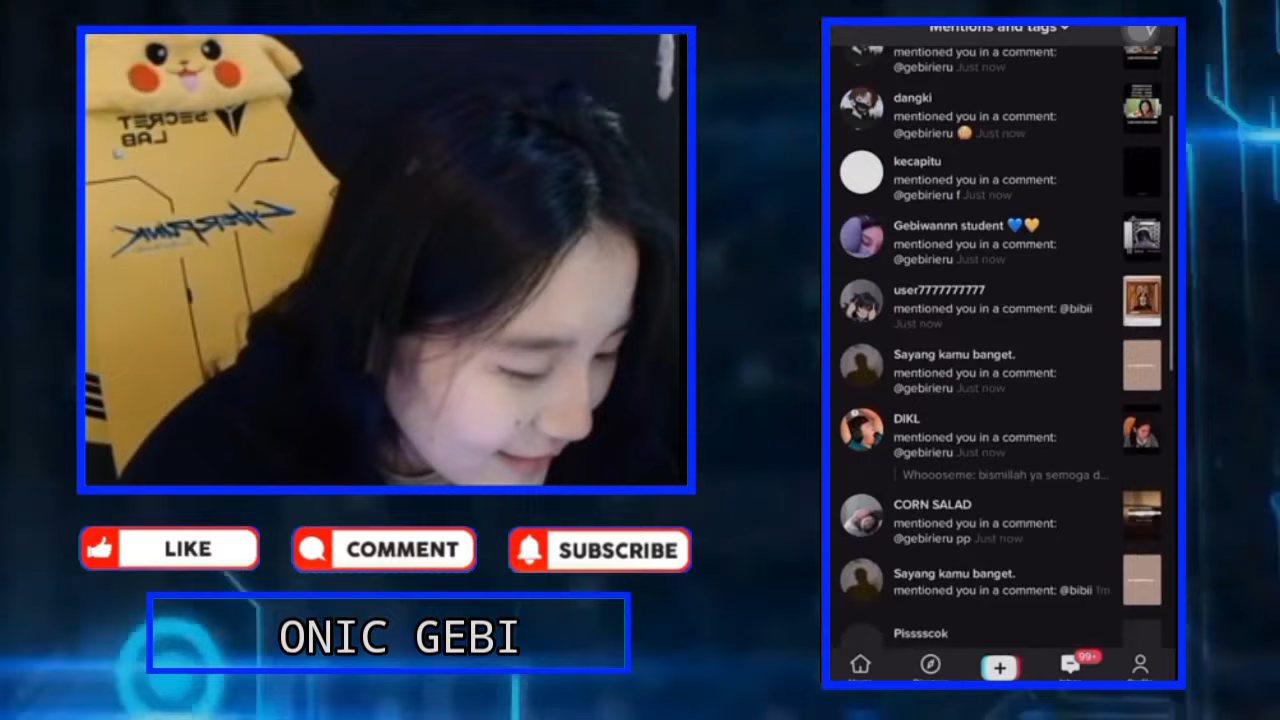 SECRET
LAB
CYBERPUNK
LIKE
COMMENT
SUBSCRIBE
ONIC GEBI
Mentions and tags
mentioned you in a comment:
@gebirieru Just now
dangki
mentioned you in a comment:
@gebirieru 😳 Just now
kecapitu
mentioned you in a comment:
@gebirieru f Just now
Gebiwannn student 💙💛
mentioned you in a comment:
@gebirieru Just now
user7777777777
mentioned you in a comment: @bibii
Just now
Sayang kamu banget.
mentioned you in a comment:
@gebirieru Just now
DIKL
mentioned you in a comment:
@gebirieru Just now
Whoooseme: bismillah ya semoga d...
CORN SALAD
mentioned you in a comment:
@gebirieru pp Just now
Sayang kamu banget.
mentioned you in a comment: @bibii 1m
Pisssscok
99+